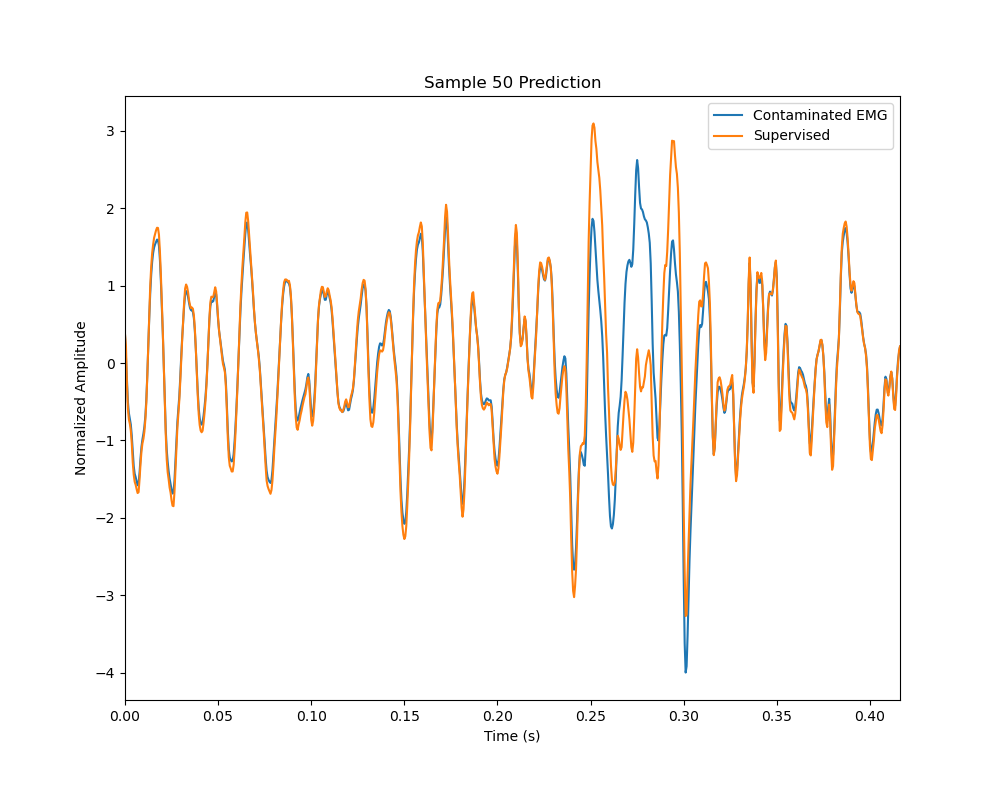 Sample 50 Prediction
Contaminated EMG
Supervised
Normalized Amplitude
3
2
1
0
−1
−2
−3
−4
0.00 0.05 0.10 0.15 0.20 0.25 0.30 0.35 0.40
Time (s)